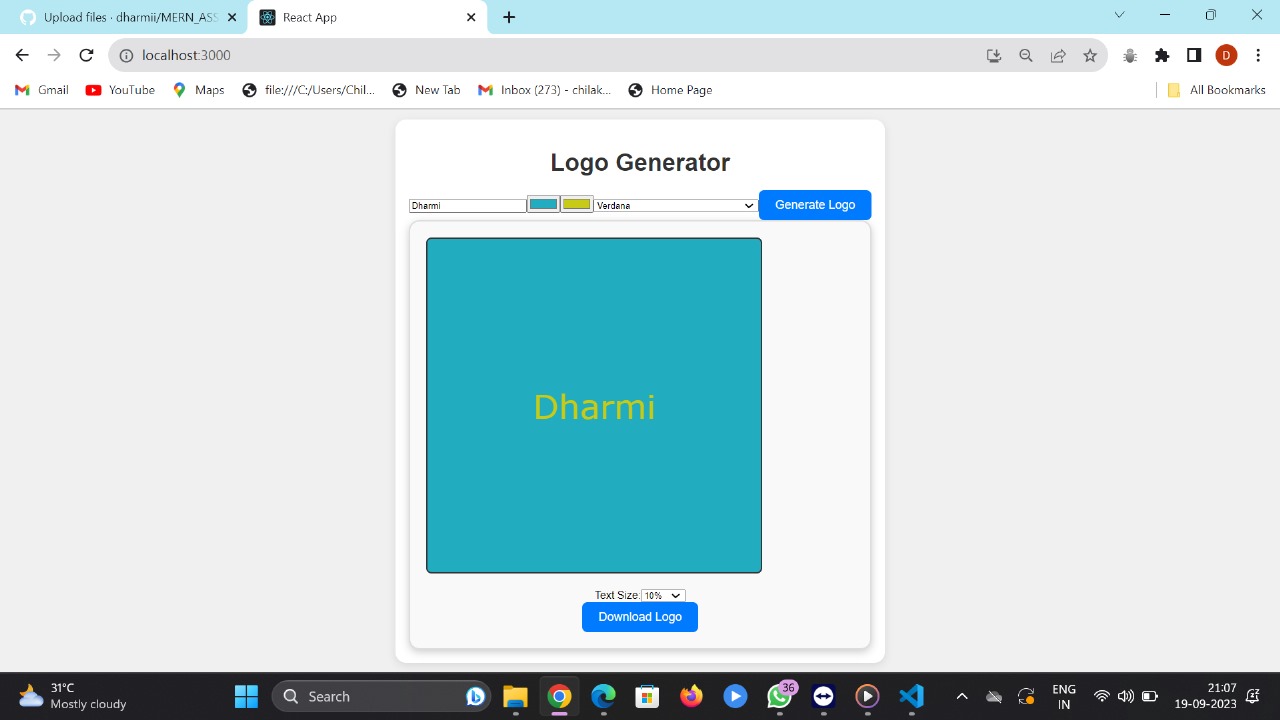 Upload files · dharmii/MERN_ASS
React App
localhost:3000
D
Gmail
YouTube
Maps
file:///C:/Users/Chil...
New Tab
Inbox (273) - chilak...
Home Page
All Bookmarks
Logo Generator
Dharmi
Verdana
Generate Logo
Dharmi
Text Size: 10%
Download Logo
31°C
Mostly cloudy
Search
36
ENG
IN
21:07
19-09-2023